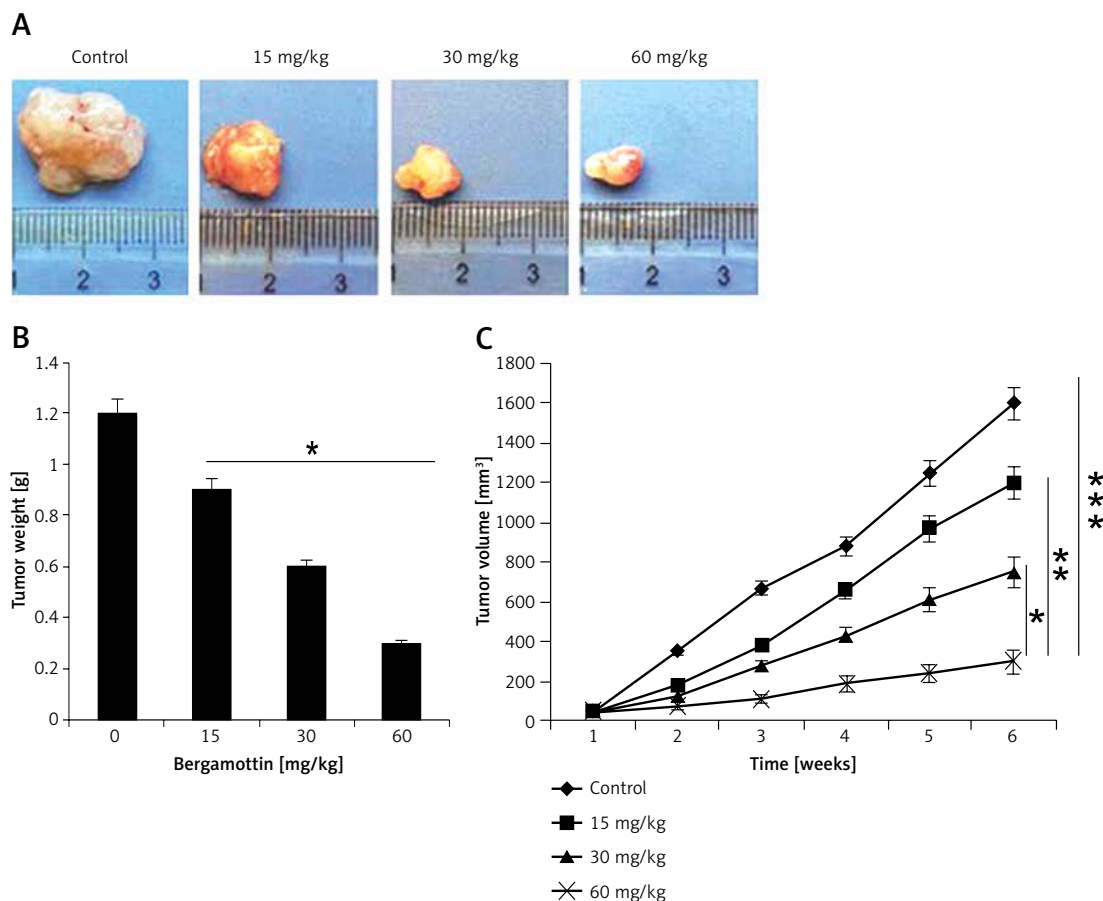 A
Control 15 mg/kg 30 mg/kg 60 mg/kg
1 2 3
1 2 3
1 2 3
1 2 3
B
Tumor weight [g]
1.4
1.2
1
0.8
0.6
0.4
0.2
0
*
0 15 30 60
Bergamottin [mg/kg]
C
Tumor volume [mm³]
1800
1600
1400
1200
1000
800
600
400
200
0
*
**
***
1 2 3 4 5 6
Time [weeks]
Control
15 mg/kg
30 mg/kg
60 mg/kg